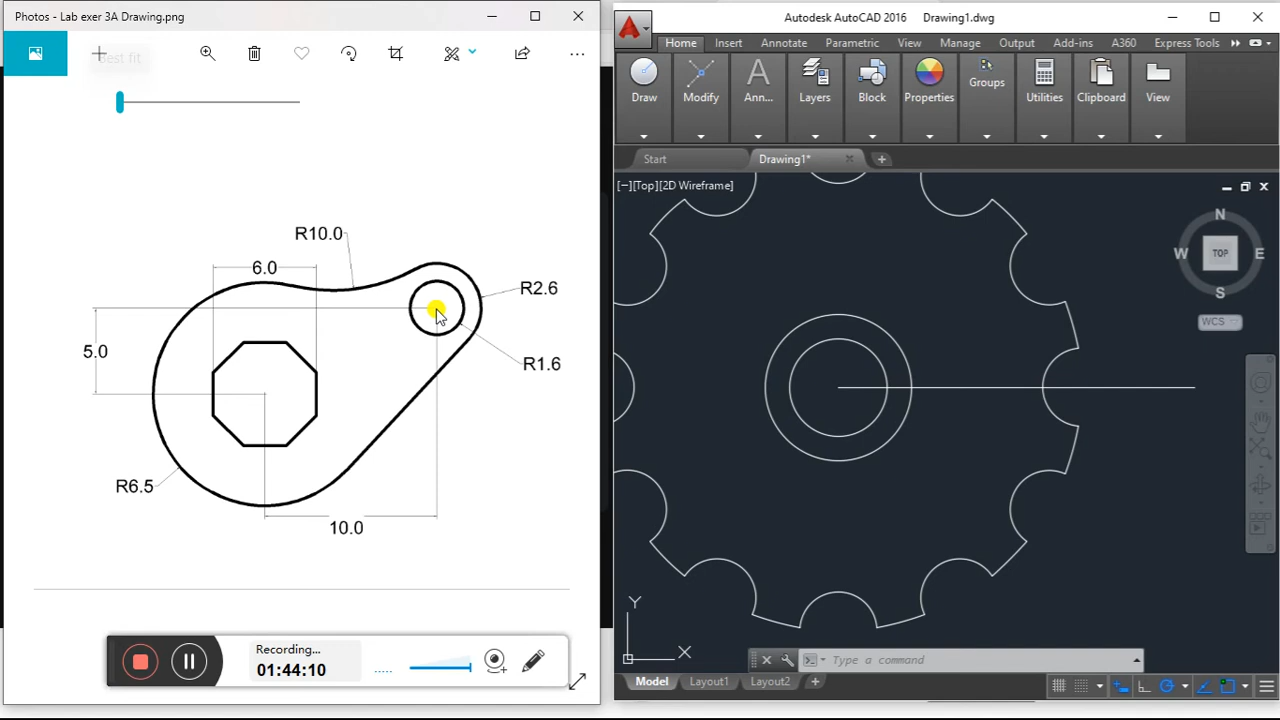 Photos - Lab exer 3A Drawing.png
Best fit
R10.0
6.0
R2.6
5.0
R1.6
R6.5
10.0
Recording...
01:44:10
Autodesk AutoCAD 2016 Drawing1.dwg
Home Insert Annotate Parametric View Manage Output Add-ins A360 Express Tools
Draw Modify Ann... Layers Block Properties Groups Utilities Clipboard View
Start Drawing1*
[−][Top][2D Wireframe]
N
W TOP E
S
WCS
Y
X
Type a command
Model Layout1 Layout2